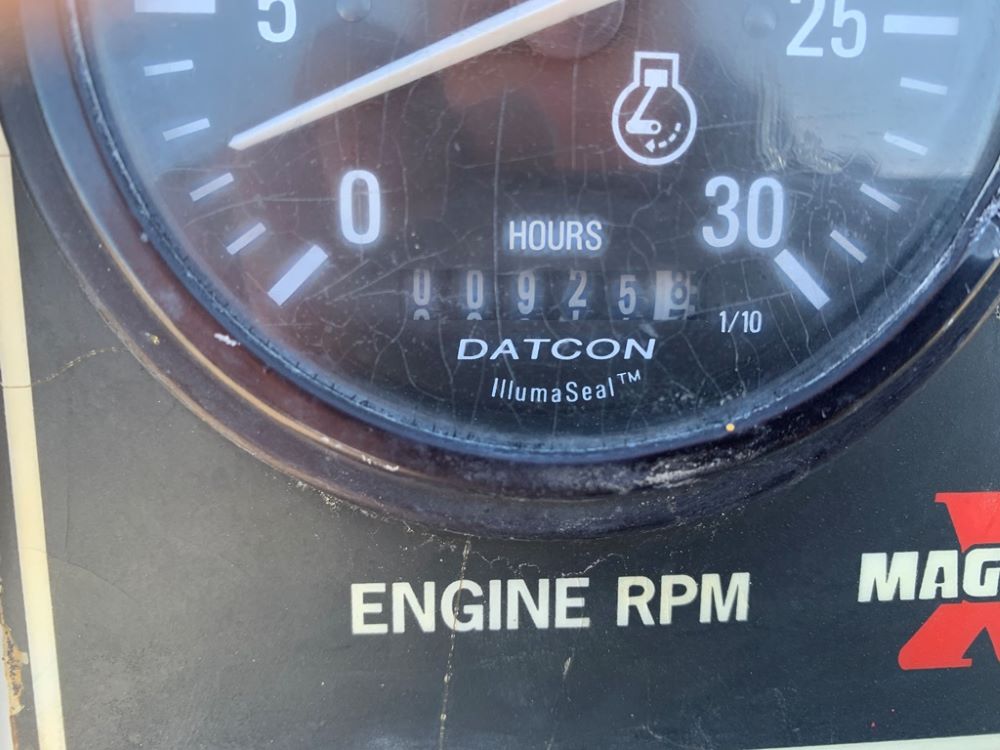 5
25
0
30
HOURS
0 0 9 2 5 8
1/10
DATCON
IllumaSeal™
ENGINE RPM
MAG